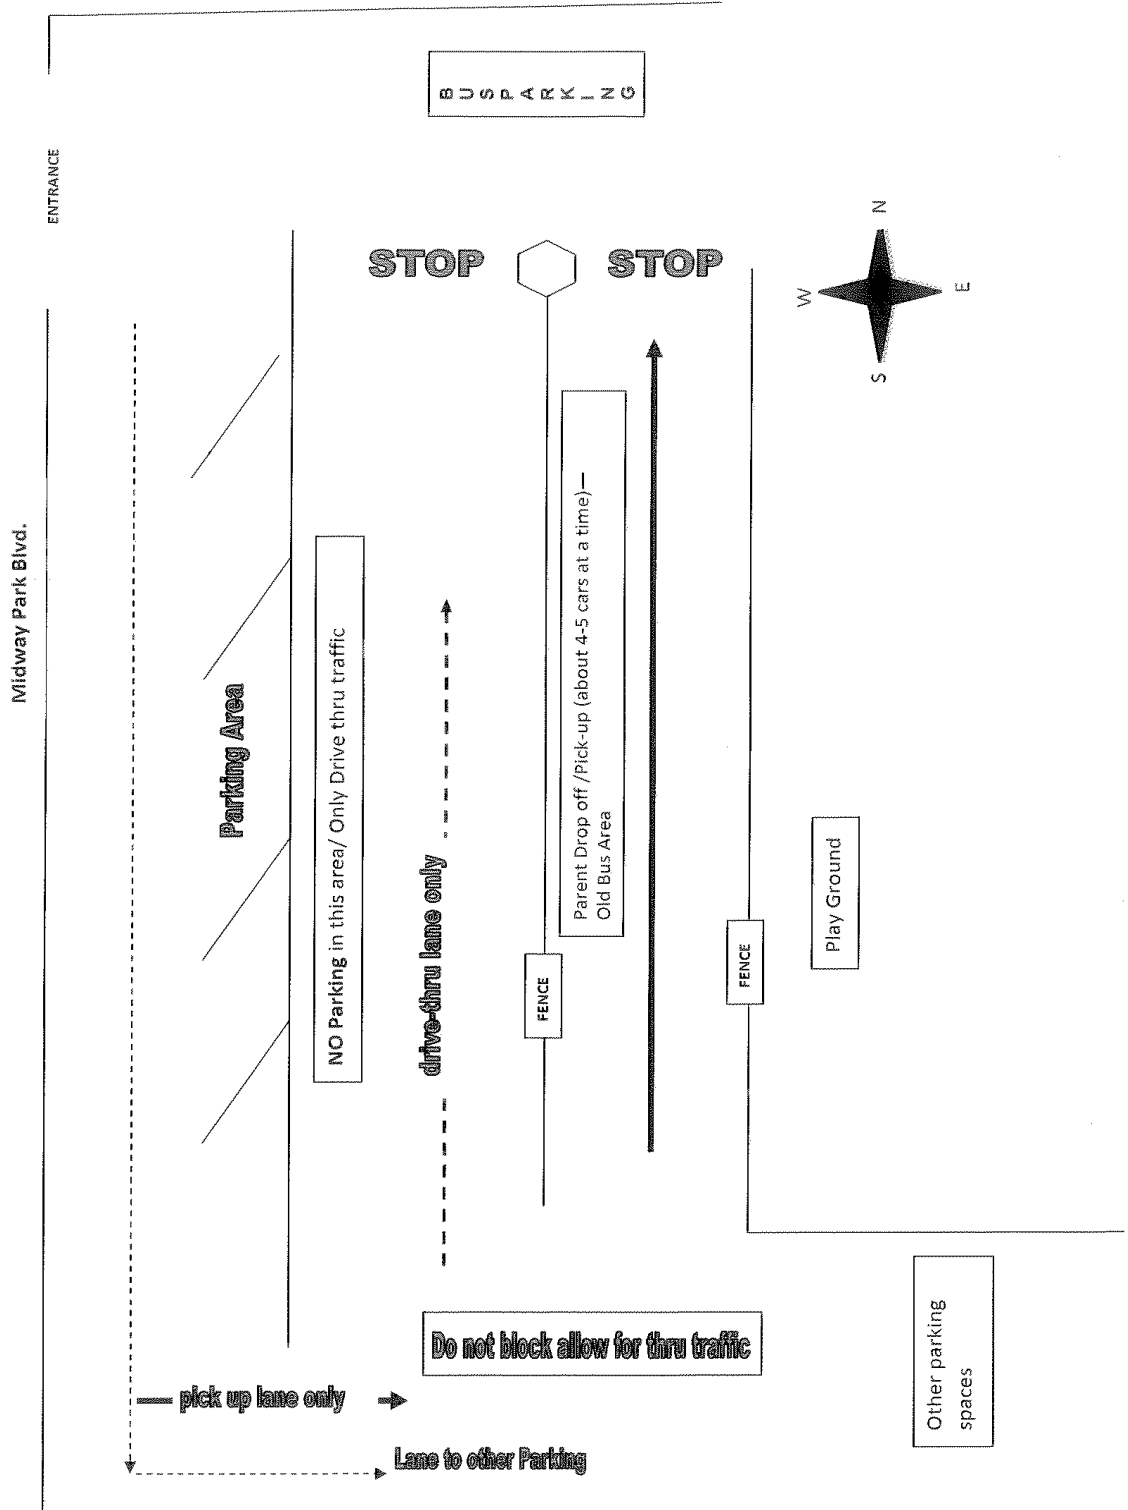 Midway Park Blvd.
ENTRANCE
BUSPARKING
Parking Area
NO Parking in this area/ Only Drive thru traffic
STOP
drive-thru lane only
FENCE
Parent Drop off /Pick-up (about 4-5 cars at a time)—
Old Bus Area
STOP
FENCE
Play Ground
W
N
S
E
pick up lane only
Do not block allow for thru traffic
Lane to other Parking
Other parking
spaces